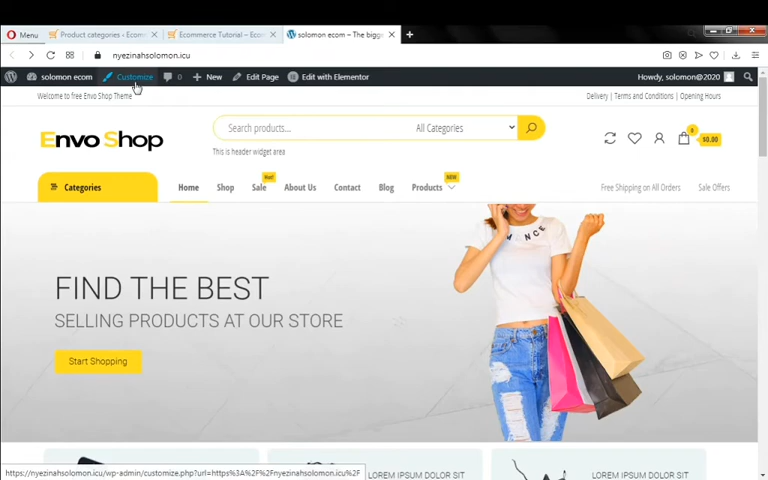 Menu
Product categories ‹ Ecom
Ecommerce Tutorial – Ecom
solomon ecom – The bigge
nyezinahsolomon.icu
solomon ecom
Customize
0
New
Edit Page
Edit with Elementor
Howdy, solomon@2020
Welcome to free Envo Shop Theme
Delivery | Terms and Conditions | Opening Hours
Envo Shop
Search products...
All Categories
0
$0.00
This is header widget area
Categories
Home
Shop
Sale
Hot!
About Us
Contact
Blog
Products
NEW
Free Shipping on All Orders
Sale Offers
FIND THE BEST
SELLING PRODUCTS AT OUR STORE
Start Shopping
LOREM IPSUM DOLOR SIT
LOREM IPSUM DOLOR SIT
https://nyezinahsolomon.icu/wp-admin/customize.php?url=https%3A%2F%2Fnyezinahsolomon.icu%2F